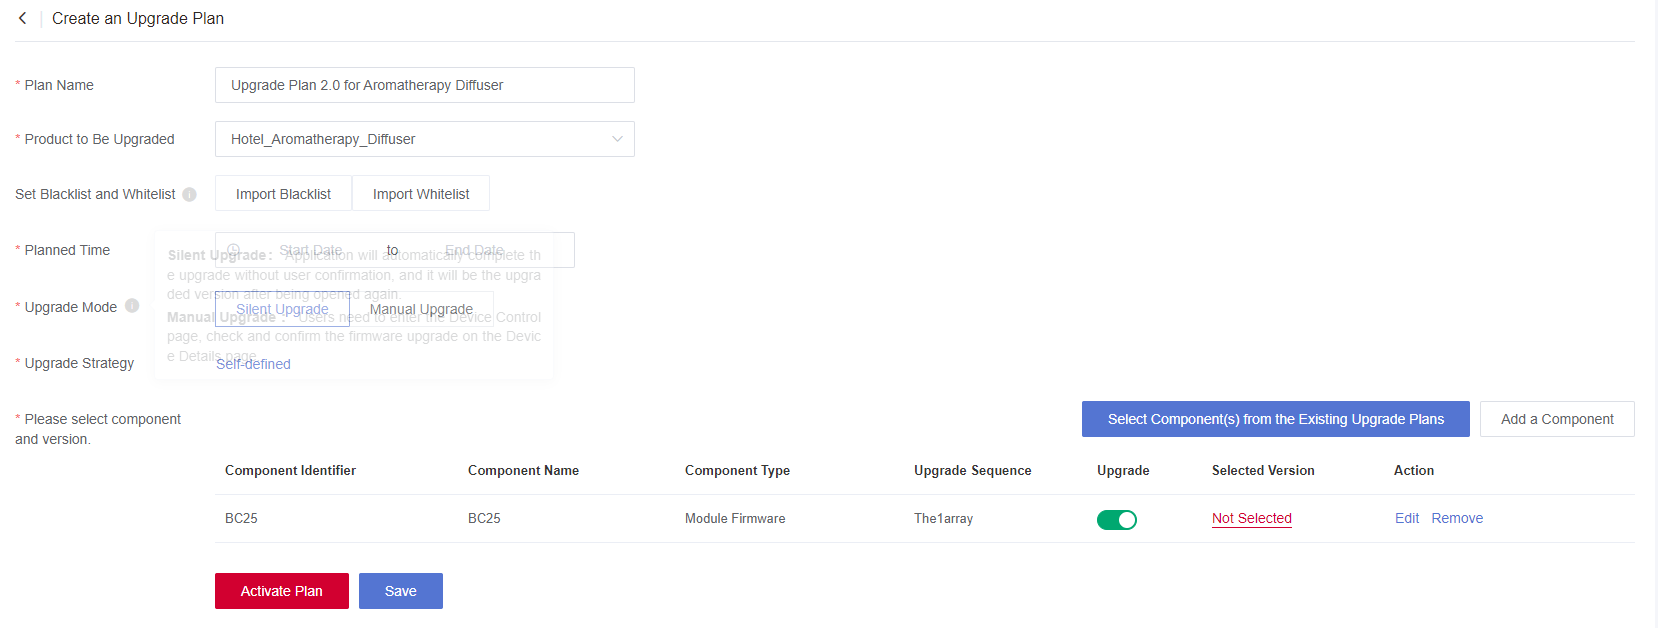 Create an Upgrade Plan
* Plan Name
Upgrade Plan 2.0 for Aromatherapy Diffuser
* Product to Be Upgraded
Hotel_Aromatherapy_Diffuser
Set Blacklist and Whitelist
Import Blacklist
Import Whitelist
* Planned Time
Start Date
to
End Date
Silent Upgrade: Application will automatically complete th
e upgrade without user confirmation, and it will be the upgra
ded version after being opened again.
* Upgrade Mode
Silent Upgrade
Manual Upgrade
Manual Upgrade : Users need to enter the Device Control
page, check and confirm the firmware upgrade on the Devic
e Details page.
* Upgrade Strategy
Self-defined
* Please select component
and version.
Select Component(s) from the Existing Upgrade Plans
Add a Component
Component Identifier
Component Name
Component Type
Upgrade Sequence
Upgrade
Selected Version
Action
BC25
BC25
Module Firmware
The1array
Not Selected
Edit
Remove
Activate Plan
Save